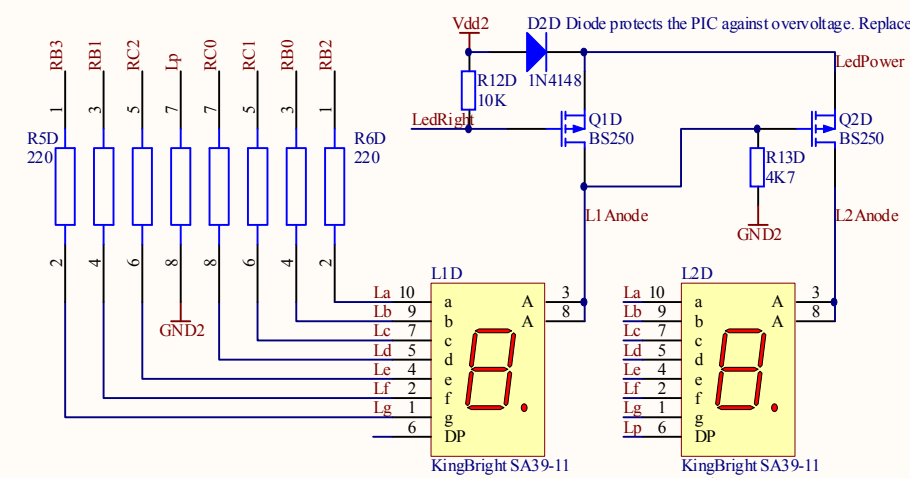 Vdd2
D2D Diode protects the PIC against overvoltage. Replace
RB3 RB1 RC2 Lp RC0 RC1 RB0 RB2
1 3 5 7 7 5 3 1
R12D
10K
1N4148
LedPower
LedRight
Q1D
BS250
Q2D
BS250
R5D
220
R6D
220
R13D
4K7
L1Anode
L2Anode
GND2
2 4 6 8 8 6 4 2
GND2
L1D
L2D
La 10 a A 3
Lb 9 b A 8
Lc 7 c
Ld 5 d
Le 4 e
Lf 2 f
Lg 1 g
6 DP
KingBright SA39-11
La 10 a A 3
Lb 9 b A 8
Lc 7 c
Ld 5 d
Le 4 e
Lf 2 f
Lg 1 g
Lp 6 DP
KingBright SA39-11